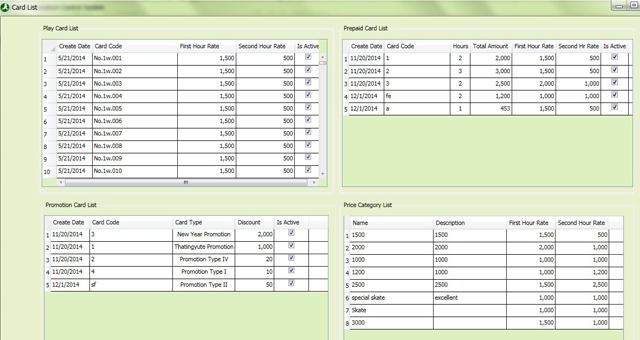 Card List
Play Card List
Create Date Card Code First Hour Rate Second Hour Rate Is Active
1 5/21/2014 No.1w.001 1,500 500
2 5/21/2014 No.1w.002 1,500 500
3 5/21/2014 No.1w.003 1,500 500
4 5/21/2014 No.1w.004 1,500 500
5 5/21/2014 No.1w.005 1,500 500
6 5/21/2014 No.1w.006 1,500 500
7 5/21/2014 No.1w.007 1,500 500
8 5/21/2014 No.1w.008 1,500 500
9 5/21/2014 No.1w.009 1,500 500
10 5/21/2014 No.1w.010 1,500 500
Prepaid Card List
Create Date Card Code Hours Total Amount First Hour Rate Second Hr Rate Is Active
1 11/20/2014 1 2 2,000 1,500 500
2 11/20/2014 2 3 3,000 1,500 500
3 11/20/2014 3 2 2,500 2,000 1,000
4 12/1/2014 fe 2 1,200 1,000 1,000
5 12/1/2014 a 1 453 1,500 500
Promotion Card List
Create Date Card Code Card Type Discount Is Active
1 11/20/2014 3 New Year Promotion 2,000
2 11/20/2014 1 Thatingyute Promotion 1,000
3 11/20/2014 2 Promotion Type IV 20
4 11/20/2014 4 Promotion Type I 10
5 12/1/2014 sf Promotion Type II 50
Price Category List
Name Description First Hour Rate Second Hour Rate
1 1500 1500 1,500 500
2 2000 2000 2,000 1,000
3 1000 1000 1,000 1,000
4 1200 1000 1,000 1,200
5 2500 2500 1,500 2,500
6 special skate excellent 1,000 1,000
7 Skate 1,000 1,000
8 3000 1,500 1,000